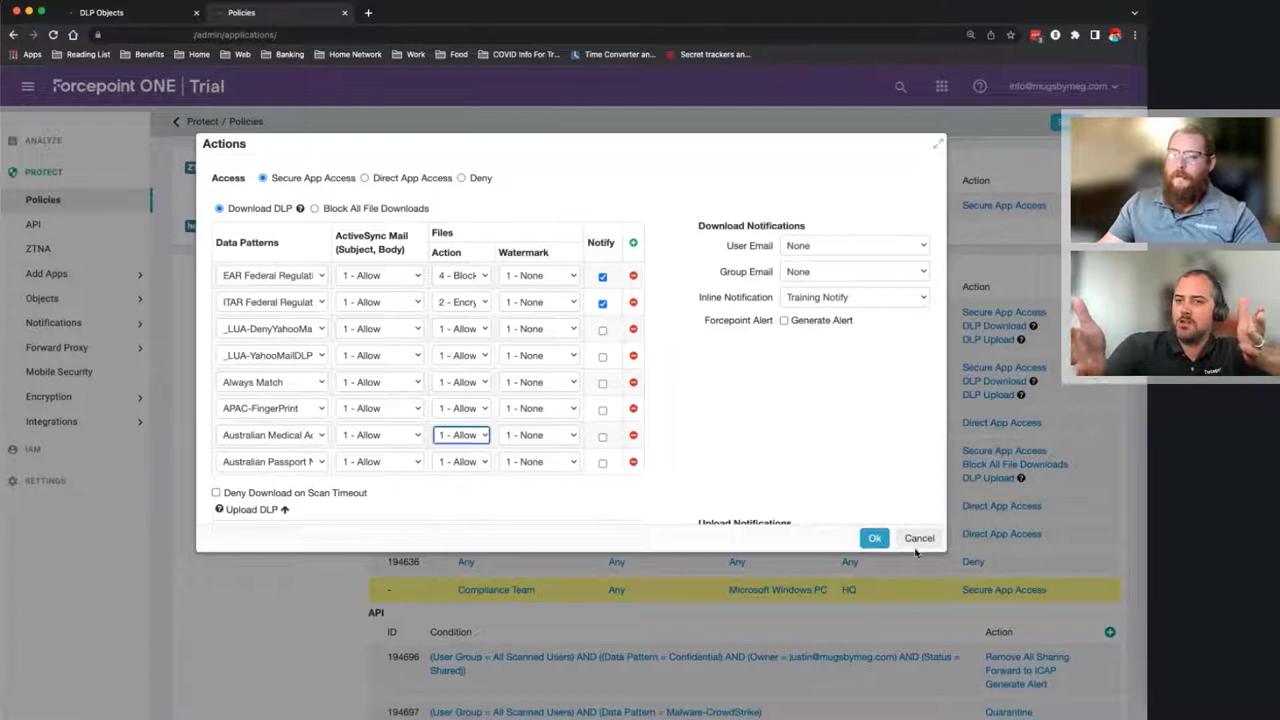 DLP Objects
Policies
/admin/applications/
Apps Reading List Benefits Home Web Banking Home Network Work Food COVID Info For Tr... Time Converter an... Secret trackers an...
Forcepoint ONE | Trial
info@mugsbymeg.com
ANALYZE
PROTECT
Policies
API
ZTNA
Add Apps
Objects
Notifications
Forward Proxy
Mobile Security
Encryption
Integrations
IAM
SETTINGS
Protect / Policies
Actions
Access Secure App Access Direct App Access Deny
Download DLP Block All File Downloads
Data Patterns
ActiveSync Mail
(Subject, Body)
Files
Action Watermark
Notify
EAR Federal Regulati 1 - Allow 4 - Block 1 - None
ITAR Federal Regulat 1 - Allow 2 - Encry 1 - None
_LUA-DenyYahooMa 1 - Allow 1 - Allow 1 - None
_LUA-YahooMailDLP 1 - Allow 1 - Allow 1 - None
Always Match 1 - Allow 1 - Allow 1 - None
APAC-FingerPrint 1 - Allow 1 - Allow 1 - None
Australian Medical Ac 1 - Allow 1 - Allow 1 - None
Australian Passport N 1 - Allow 1 - Allow 1 - None
Deny Download on Scan Timeout
Upload DLP
Download Notifications
User Email None
Group Email None
Inline Notification Training Notify
Forcepoint Alert Generate Alert
Upload Notifications
Ok Cancel
Action
Secure App Access
Action
Secure App Access
DLP Download
DLP Upload
Secure App Access
DLP Download
DLP Upload
Direct App Access
Secure App Access
Block All File Downloads
DLP Upload
Direct App Access
Direct App Access
194636 Any Any Any Any Deny
- Compliance Team Any Microsoft Windows PC HQ Secure App Access
API
ID Condition Action
194696 (User Group = All Scanned Users) AND ((Data Pattern = Confidential) AND (Owner = justin@mugsbymeg.com) AND (Status =
Shared))
Remove All Sharing
Forward to ICAP
Generate Alert
194697 (User Group = All Scanned Users) AND (Data Pattern = Malware-CrowdStrike) Quarantine